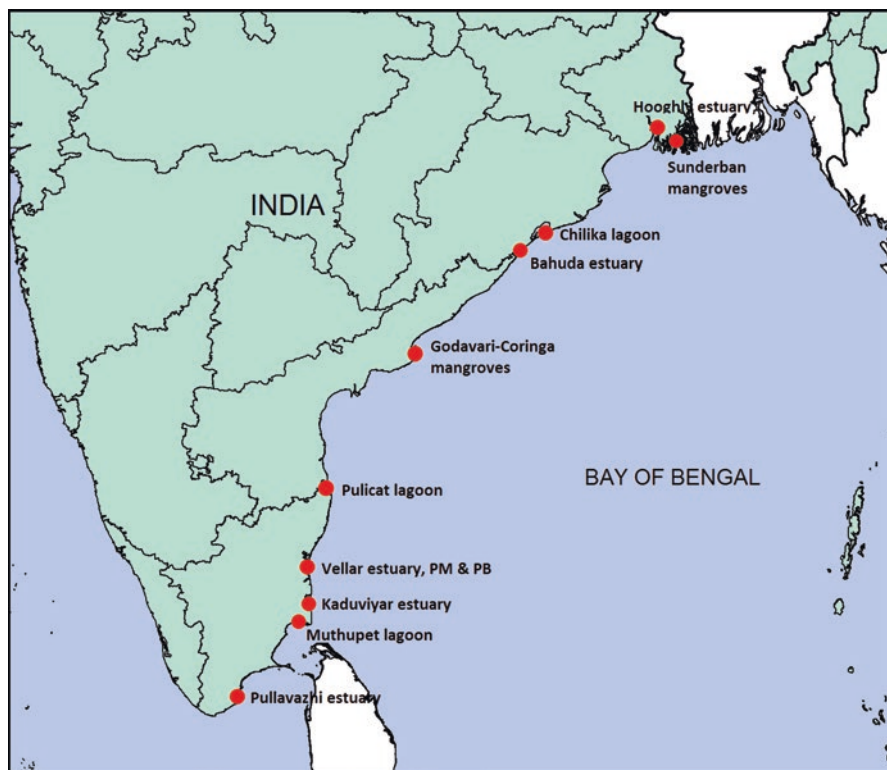 Hooghly estuary
Sunderban
mangroves
INDIA
Chilika lagoon
Bahuda estuary
Godavari-Coringa
mangroves
BAY OF BENGAL
Pulicat lagoon
Vellar estuary, PM & PB
Kaduviyar estuary
Muthupet lagoon
Pullavazhi estuary